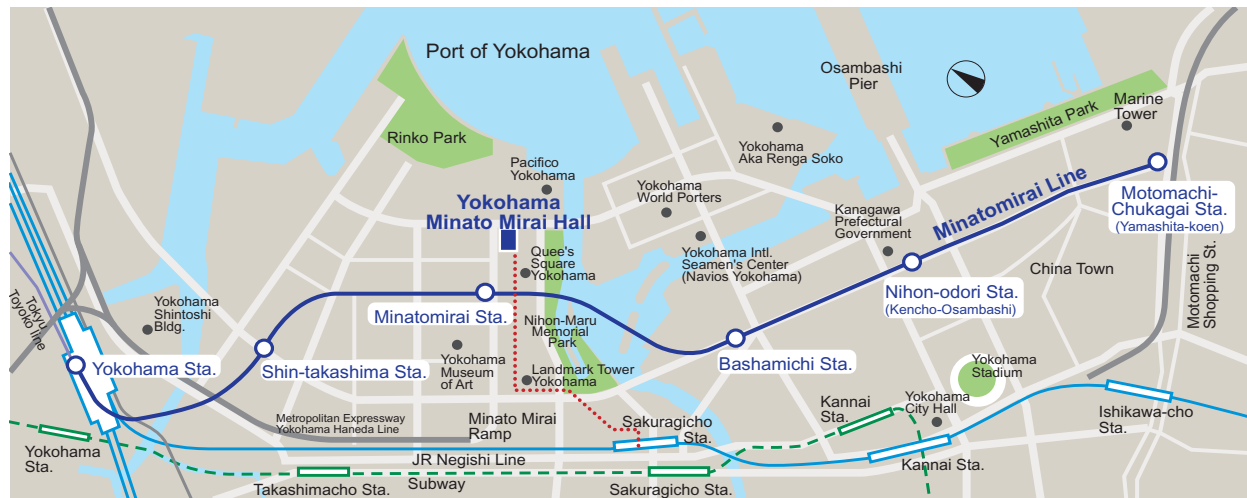 Port of Yokohama
Osambashi
Pier
Marine
Tower
Yamashita Park
Rinko Park
Yokohama
Aka Renga Soko
Pacifico
Yokohama
Yokohama
Minato Mirai Hall
Yokohama
World Porters
Kanagawa
Prefectural
Government
Minatomirai Line
Motomachi-
Chukagai Sta.
(Yamashita-koen)
Quee's
Square
Yokohama
Yokohama Intl.
Seamen's Center
(Navios Yokohama)
China Town
Motomachi
Shopping St.
Nihon-odori Sta.
(Kencho-Osambashi)
Tokyu
Toyoko line
Yokohama
Shintoshi
Bldg.
Minatomirai Sta.
Nihon-Maru
Memorial
Park
Yokohama Sta.
Shin-takashima Sta.
Yokohama
Museum
of Art
Landmark Tower
Yokohama
Bashamichi Sta.
Yokohama
Stadium
Metropolitan Expressway
Yokohama Haneda Line
Minato Mirai
Ramp
Sakuragicho
Sta.
Kannai
Sta.
Yokohama
City Hall
Ishikawa-cho
Sta.
Yokohama
Sta.
JR Negishi Line
Kannai Sta.
Takashimacho Sta.
Subway
Sakuragicho Sta.